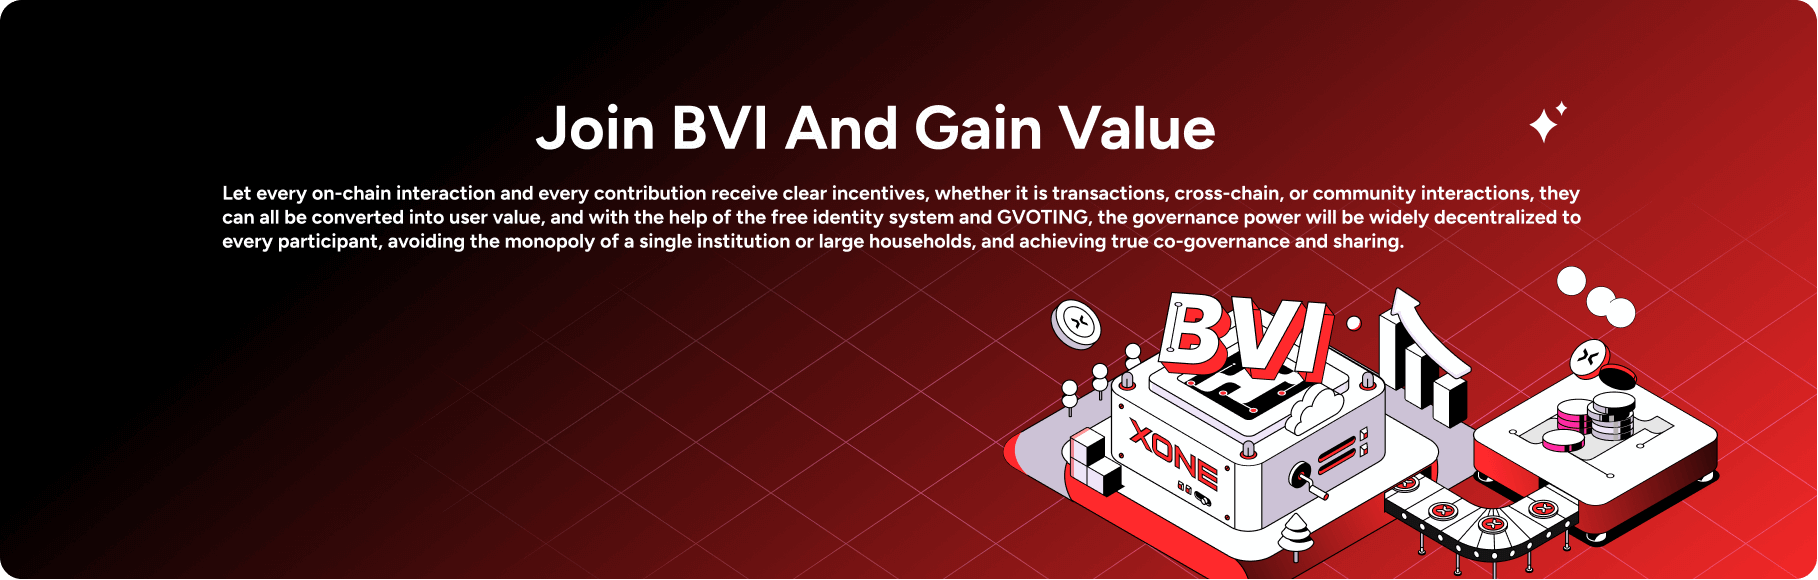 Join BVI And Gain Value
Let every on-chain interaction and every contribution receive clear incentives, whether it is transactions, cross-chain, or community interactions, they
can all be converted into user value, and with the help of the free identity system and GVOTING, the governance power will be widely decentralized to
every participant, avoiding the monopoly of a single institution or large households, and achieving true co-governance and sharing.
BVI
XONE